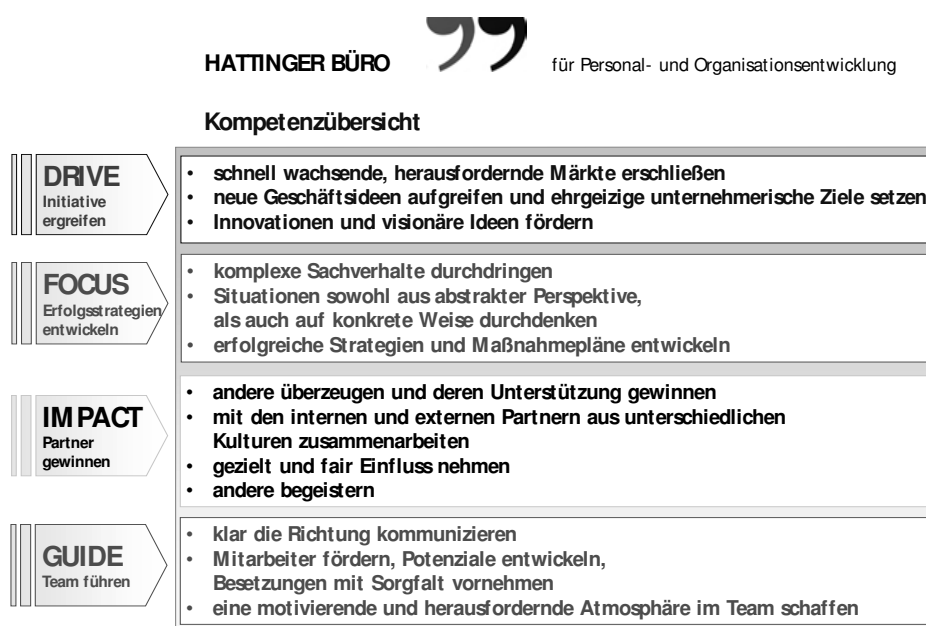 HATTINGER BÜRO für Personal- und Organisationsentwicklung
Kompetenzübersicht
DRIVE
Initiative
ergreifen
• schnell wachsende, herausfordernde Märkte erschließen
• neue Geschäftsideen aufgreifen und ehrgeizige unternehmerische Ziele setzen
• Innovationen und visionäre Ideen fördern
FOCUS
Erfolgsstrategien
entwickeln
• komplexe Sachverhalte durchdringen
• Situationen sowohl aus abstrakter Perspektive,
als auch auf konkrete Weise durchdenken
• erfolgreiche Strategien und Maßnahmepläne entwickeln
IMPACT
Partner
gewinnen
• andere überzeugen und deren Unterstützung gewinnen
• mit den internen und externen Partnern aus unterschiedlichen
Kulturen zusammenarbeiten
• gezielt und fair Einfluss nehmen
• andere begeistern
GUIDE
Team führen
• klar die Richtung kommunizieren
• Mitarbeiter fördern, Potenziale entwickeln,
Besetzungen mit Sorgfalt vornehmen
• eine motivierende und herausfordernde Atmosphäre im Team schaffen